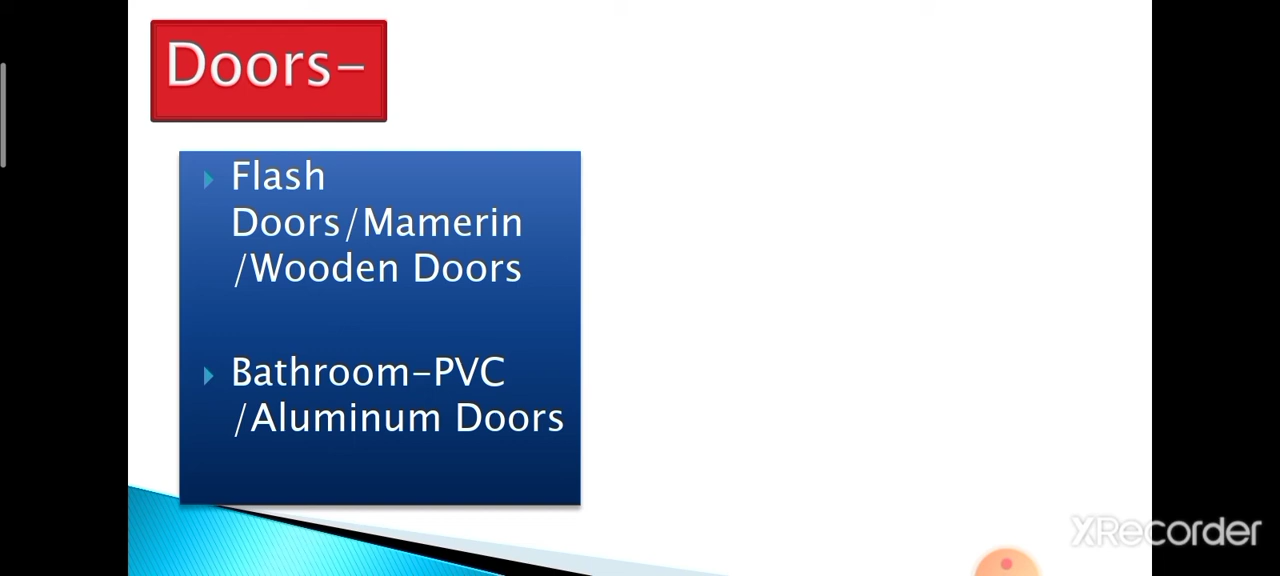 Doors-
Flash
Doors/Mamerin
/Wooden Doors
Bathroom-PVC
/Aluminum Doors
XRecorder